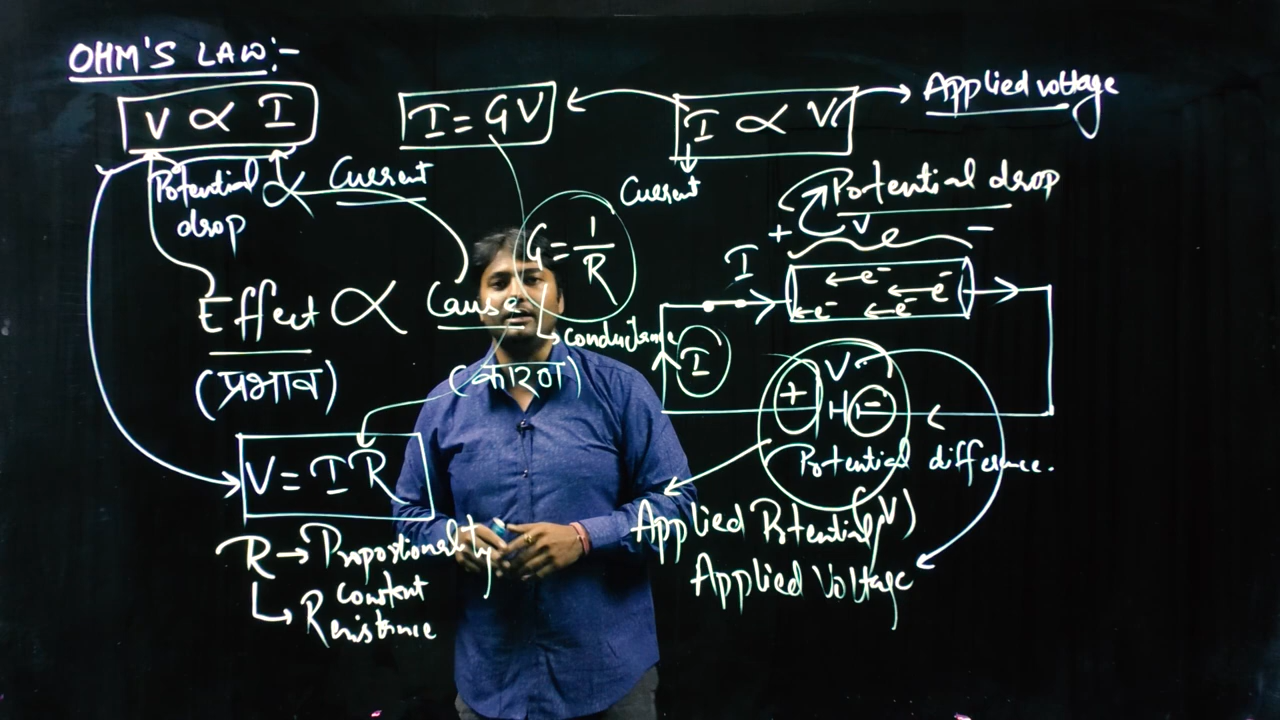 OHM'S LAW:-
V ∝ I
I = GV
I ∝ V
Applied voltage
Potential drop ∝ Current
Current
Potential drop
G = 1/R
+ V -
I
e⁻ e⁻
e⁻ e⁻
Effect ∝ Cause
conductance
(प्रभाव) (कारण)
I
V
+ -
Potential difference.
V = IR
Applied Potential (V)
Applied Voltage
R → Proportionality constant
Resistance